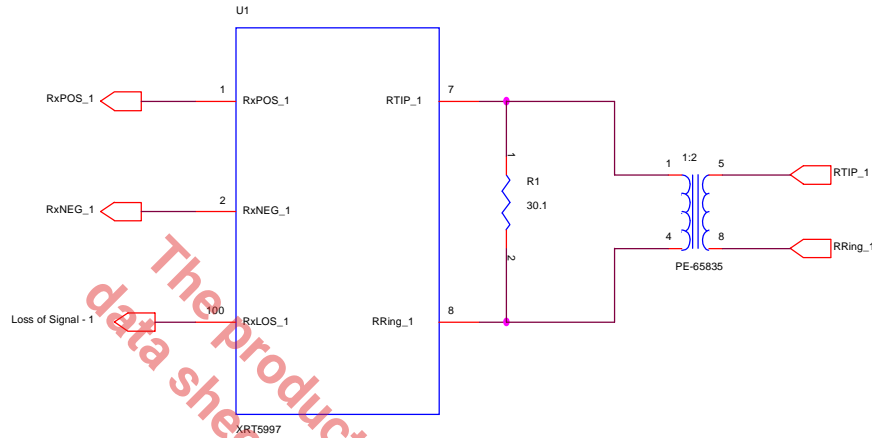 U1
RxPOS_1
1
RxPOS_1
RTIP_1
7
RxNEG_1
2
RxNEG_1
1
R1
30.1
2
1
1:2
5
RTIP_1
4
8
RRing_1
PE-65835
Loss of Signal - 1
100
RxLOS_1
RRing_1
8
XRT5997
The product
data shee